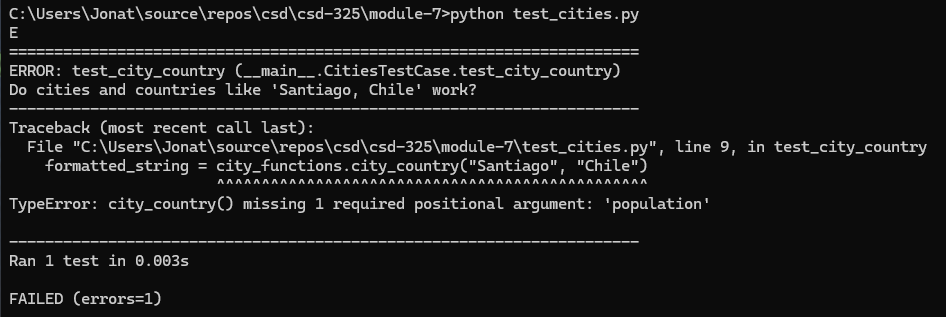 C:\Users\Jonat\source\repos\csd\csd-325\module-7>python test_cities.py
E
======================================================================
ERROR: test_city_country (__main__.CitiesTestCase.test_city_country)
Do cities and countries like 'Santiago, Chile' work?
----------------------------------------------------------------------
Traceback (most recent call last):
  File "C:\Users\Jonat\source\repos\csd\csd-325\module-7\test_cities.py", line 9, in test_city_country
    formatted_string = city_functions.city_country("Santiago", "Chile")
                       ^^^^^^^^^^^^^^^^^^^^^^^^^^^^^^^^^^^^^^^^^^^^^^^^
TypeError: city_country() missing 1 required positional argument: 'population'

----------------------------------------------------------------------
Ran 1 test in 0.003s

FAILED (errors=1)